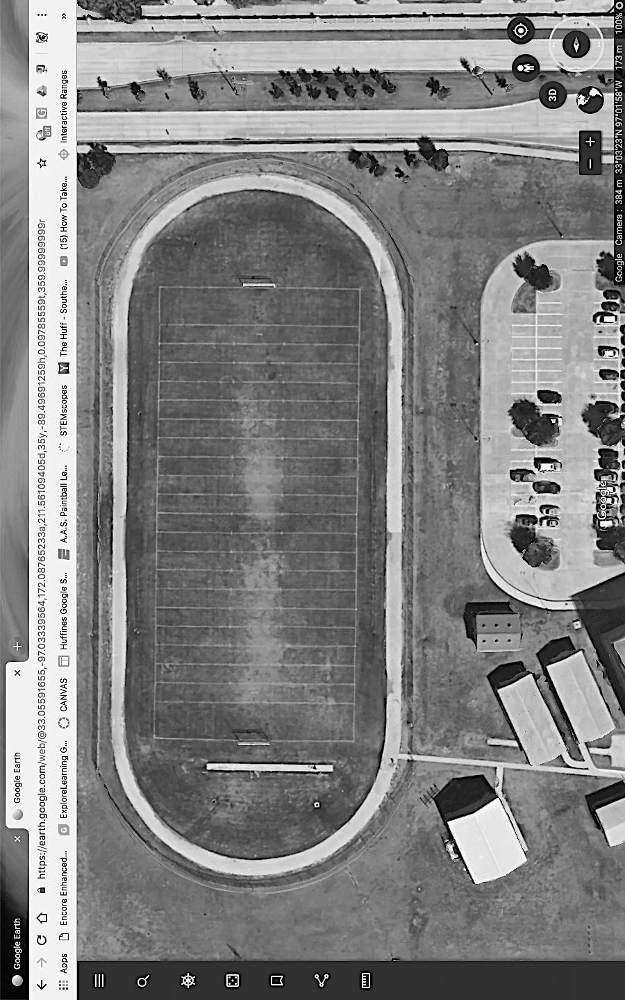 Google Earth
Google Earth
https://earth.google.com/web/@33.05591655,-97.03339564,172.08765233a,211.56109405d,35y,-89.49691259h,0.09785559t,359.99999999r
off
G
Apps
Encore Enhanced...
G ExploreLearning G...
CANVAS
Huffines Google S...
A.A.S. Paintball Le...
STEMscopes
Y The Huff - Southe...
(15) How To Take...
Interactive Ranges
»
3D
Google
Google Camera: 384 m 33°03'23"N 97°01'58"W 173 m 100%